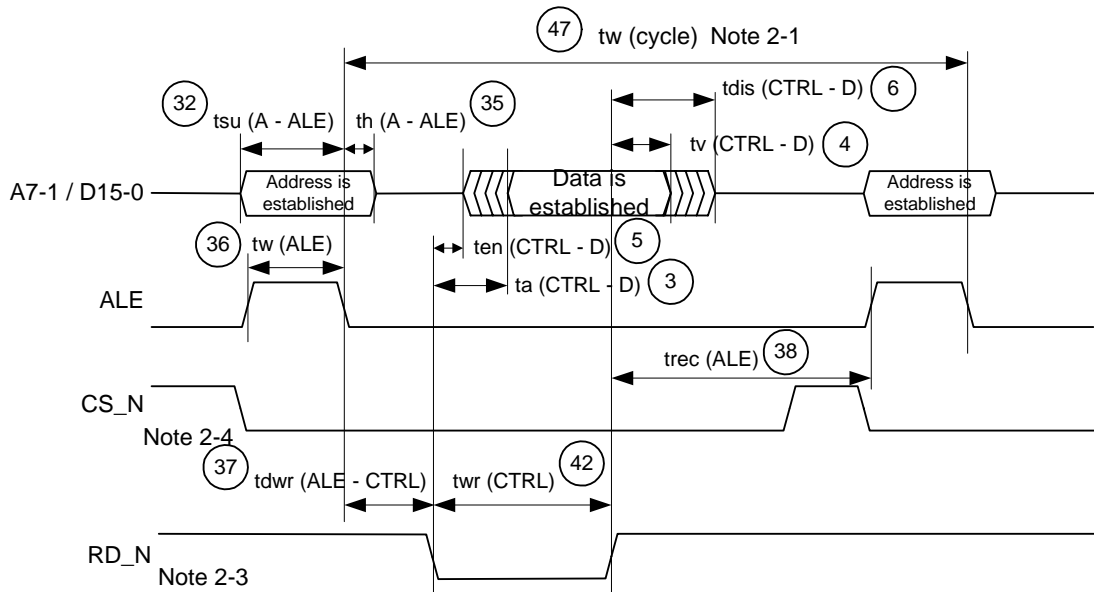 47 tw (cycle) Note 2-1
tdis (CTRL - D) 6
32 tsu (A - ALE) th (A - ALE) 35
tv (CTRL - D) 4
A7-1 / D15-0
Address is
established
Data is
established
Address is
established
36 tw (ALE)
ten (CTRL - D) 5
ta (CTRL - D) 3
ALE
trec (ALE) 38
CS_N
Note 2-4
37 tdwr (ALE - CTRL) twr (CTRL) 42
RD_N
Note 2-3